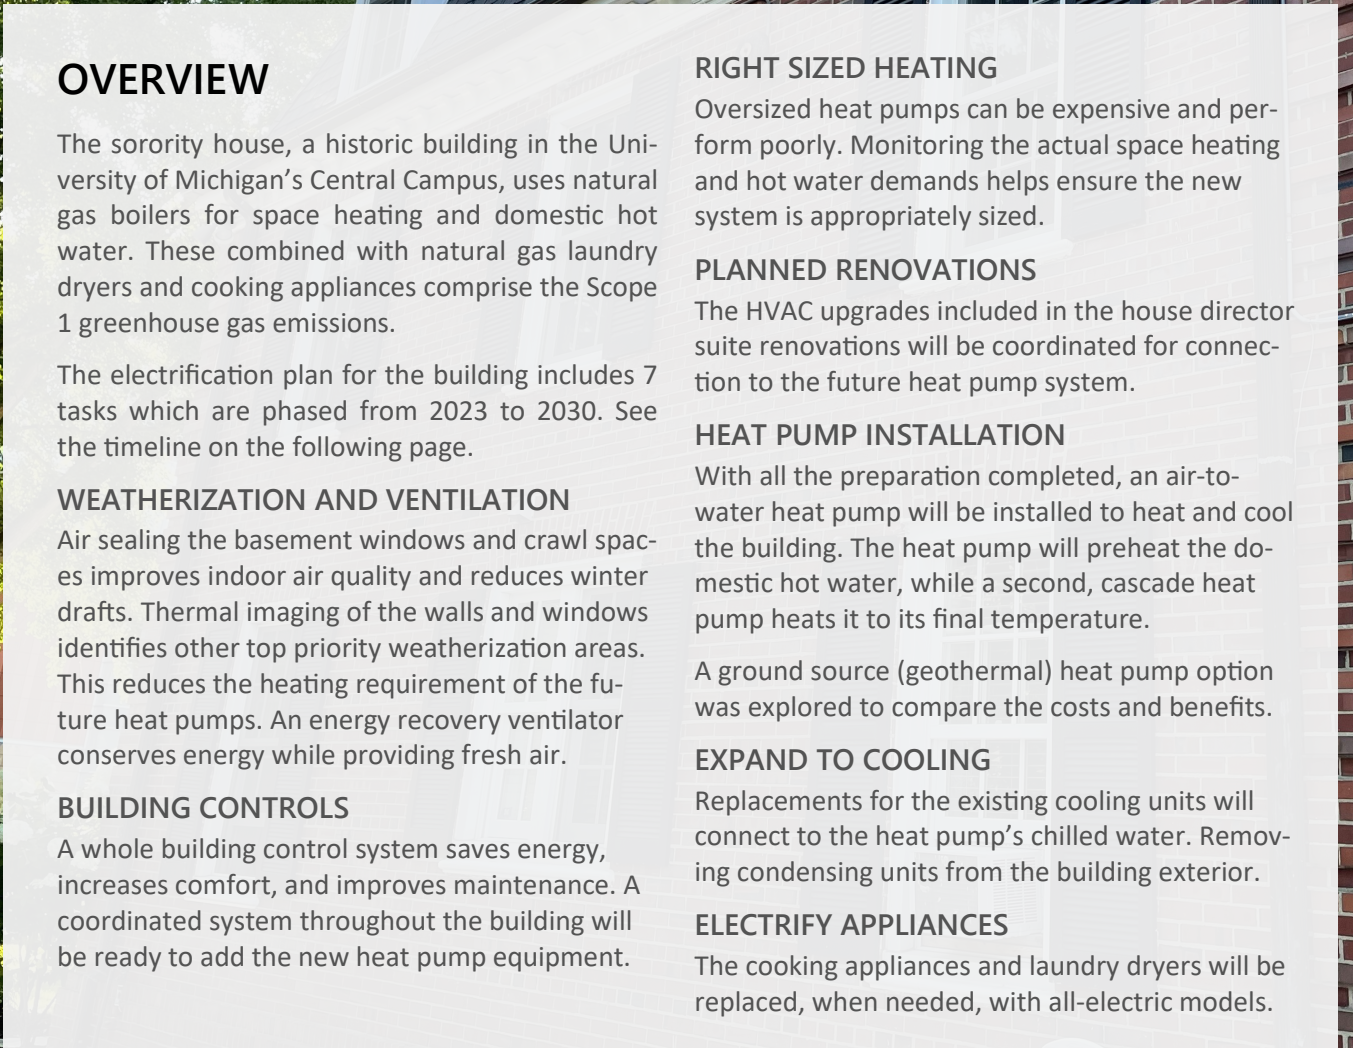 OVERVIEW
The sorority house, a historic building in the Uni-
versity of Michigan’s Central Campus, uses natural
gas boilers for space heating and domestic hot
water. These combined with natural gas laundry
dryers and cooking appliances comprise the Scope
1 greenhouse gas emissions.
The electrification plan for the building includes 7
tasks which are phased from 2023 to 2030. See
the timeline on the following page.
WEATHERIZATION AND VENTILATION
Air sealing the basement windows and crawl spac-
es improves indoor air quality and reduces winter
drafts. Thermal imaging of the walls and windows
identifies other top priority weatherization areas.
This reduces the heating requirement of the fu-
ture heat pumps. An energy recovery ventilator
conserves energy while providing fresh air.
BUILDING CONTROLS
A whole building control system saves energy,
increases comfort, and improves maintenance. A
coordinated system throughout the building will
be ready to add the new heat pump equipment.
RIGHT SIZED HEATING
Oversized heat pumps can be expensive and per-
form poorly. Monitoring the actual space heating
and hot water demands helps ensure the new
system is appropriately sized.
PLANNED RENOVATIONS
The HVAC upgrades included in the house director
suite renovations will be coordinated for connec-
tion to the future heat pump system.
HEAT PUMP INSTALLATION
With all the preparation completed, an air-to-
water heat pump will be installed to heat and cool
the building. The heat pump will preheat the do-
mestic hot water, while a second, cascade heat
pump heats it to its final temperature.
A ground source (geothermal) heat pump option
was explored to compare the costs and benefits.
EXPAND TO COOLING
Replacements for the existing cooling units will
connect to the heat pump’s chilled water. Remov-
ing condensing units from the building exterior.
ELECTRIFY APPLIANCES
The cooking appliances and laundry dryers will be
replaced, when needed, with all-electric models.